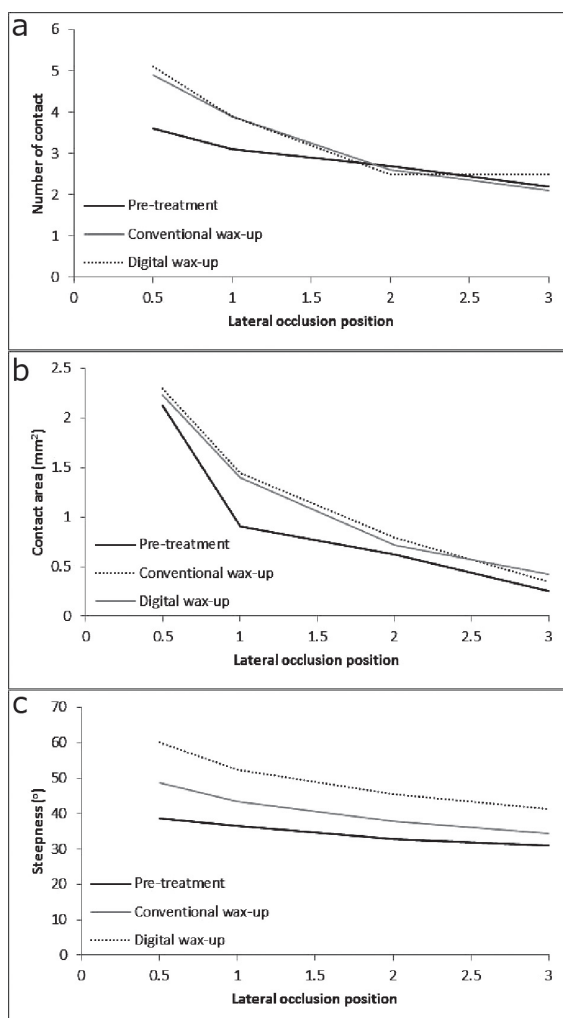 a
6
5
4
3
2
1
0
Number of contact
Pre-treatment
Conventional wax-up
Digital wax-up
0 0.5 1 1.5 2 2.5 3
Lateral occlusion position
b
2.5
2
1.5
1
0.5
0
Contact area (mm²)
Pre-treatment
Conventional wax-up
Digital wax-up
0 0.5 1 1.5 2 2.5 3
Lateral occlusion position
c
70
60
50
40
30
20
10
0
Steepness (°)
Pre-treatment
Conventional wax-up
Digital wax-up
0 0.5 1 1.5 2 2.5 3
Lateral occlusion position